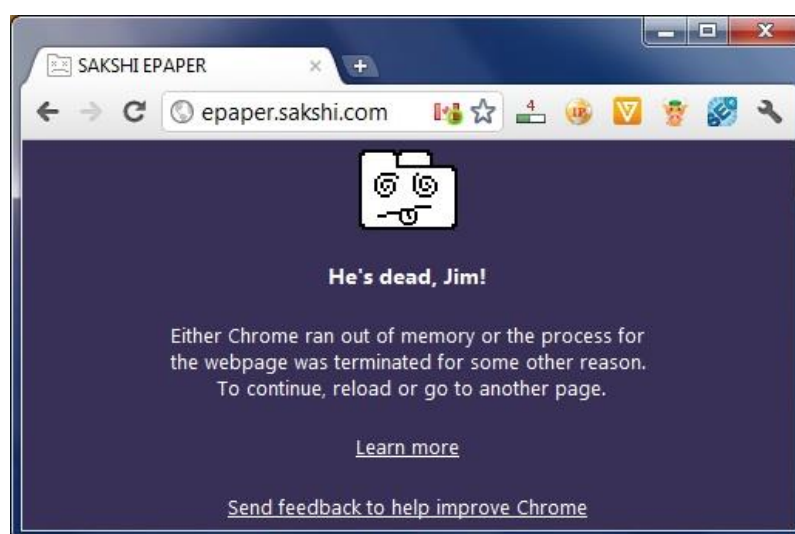 SAKSHI EPAPER
epaper.sakshi.com
4
He's dead, Jim!
Either Chrome ran out of memory or the process for
the webpage was terminated for some other reason.
To continue, reload or go to another page.
Learn more
Send feedback to help improve Chrome